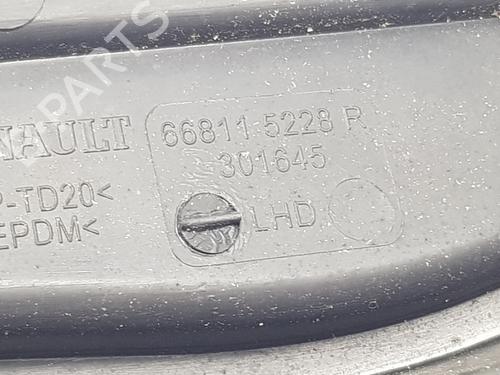 NAULT
66811 5228 R
301645
P-TD20<
EPDM<
LHD
B-PARTS